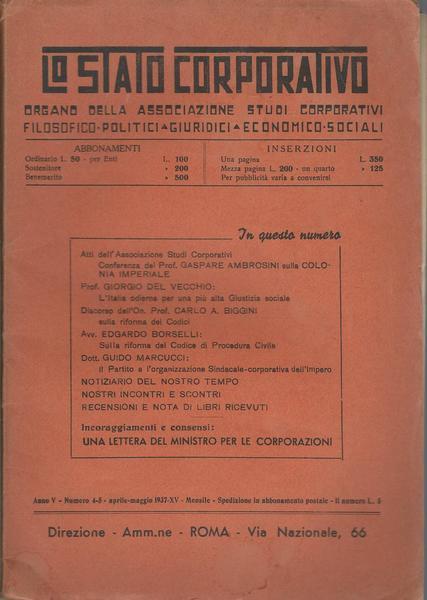 LO STATO CORPORATIVO
ORGANO DELLA ASSOCIAZIONE STUDI CORPORATIVI
FILOSOFICO-POLITICI GIURIDICI ECONOMICO-SOCIALI
ABBONAMENTI
Ordinario L. 50 - per Enti L. 100
Sostenitore » 200
Benemerito » 500
INSERZIONI
Una pagina L. 350
Mezza pagina L. 200 - un quarto » 125
Per pubblicità varia a convenirsi
In questo numero
Atti dell'Associazione Studi Corporativi
Conferenza del Prof. GASPARE AMBROSINI sulla COLO-
NIA IMPERIALE
Prof. GIORGIO DEL VECCHIO:
L'Italia odierna per una più alta Giustizia sociale
Discorso dell'On. Prof. CARLO A. BIGGINI
sulla riforma dei Codici
Avv. EDGARDO BORSELLI:
Sulla riforma del Codice di Procedura Civile
Dott. GUIDO MARCUCCI:
Il Partito e l'organizzazione Sindacale-corporativa dell'Impero
NOTIZIARIO DEL NOSTRO TEMPO
NOSTRI INCONTRI E SCONTRI
RECENSIONI E NOTA DI LIBRI RICEVUTI
Incoraggiamenti e consensi:
UNA LETTERA DEL MINISTRO PER LE CORPORAZIONI
Anno V - Numero 4-5 - aprile-maggio 1937-XV - Mensile - Spedizione in abbonamento postale - Il numero L. 5
Direzione - Amm.ne - ROMA - Via Nazionale, 66